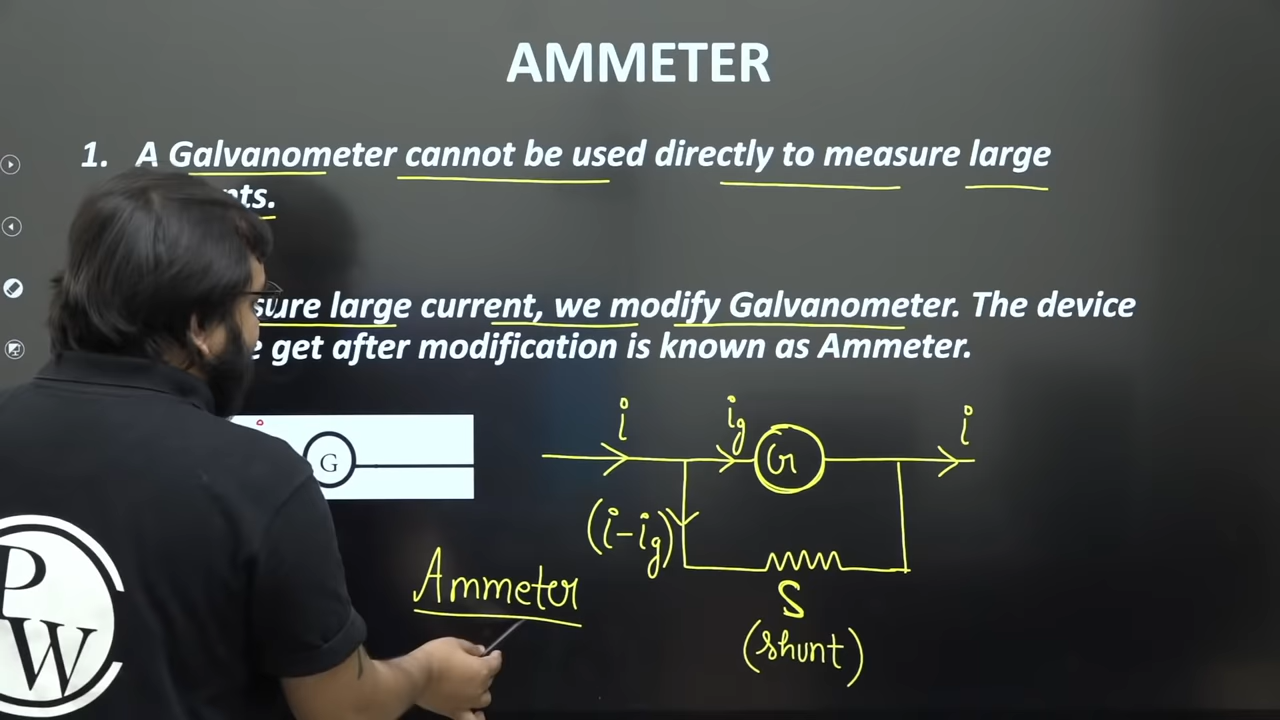 AMMETER
1. A Galvanometer cannot be used directly to measure large
nts.
sure large current, we modify Galvanometer. The device
e get after modification is known as Ammeter.
i
ig
i
G
G
(i-ig)
Ammeter
S
(shunt)
P
W